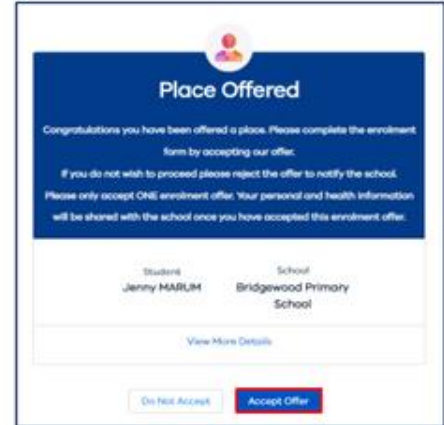 Place Offered
Congratulations you have been offered a place. Please complete the enrolment
form by accepting our offer.
If you do not wish to proceed please reject the offer to notify the school.
Please only accept ONE enrolment offer. Your personal and health information
will be shared with the school once you have accepted this enrolment offer.
Student
Jenny MARUM
School
Bridgewood Primary
School
View More Details
Do Not Accept
Accept Offer